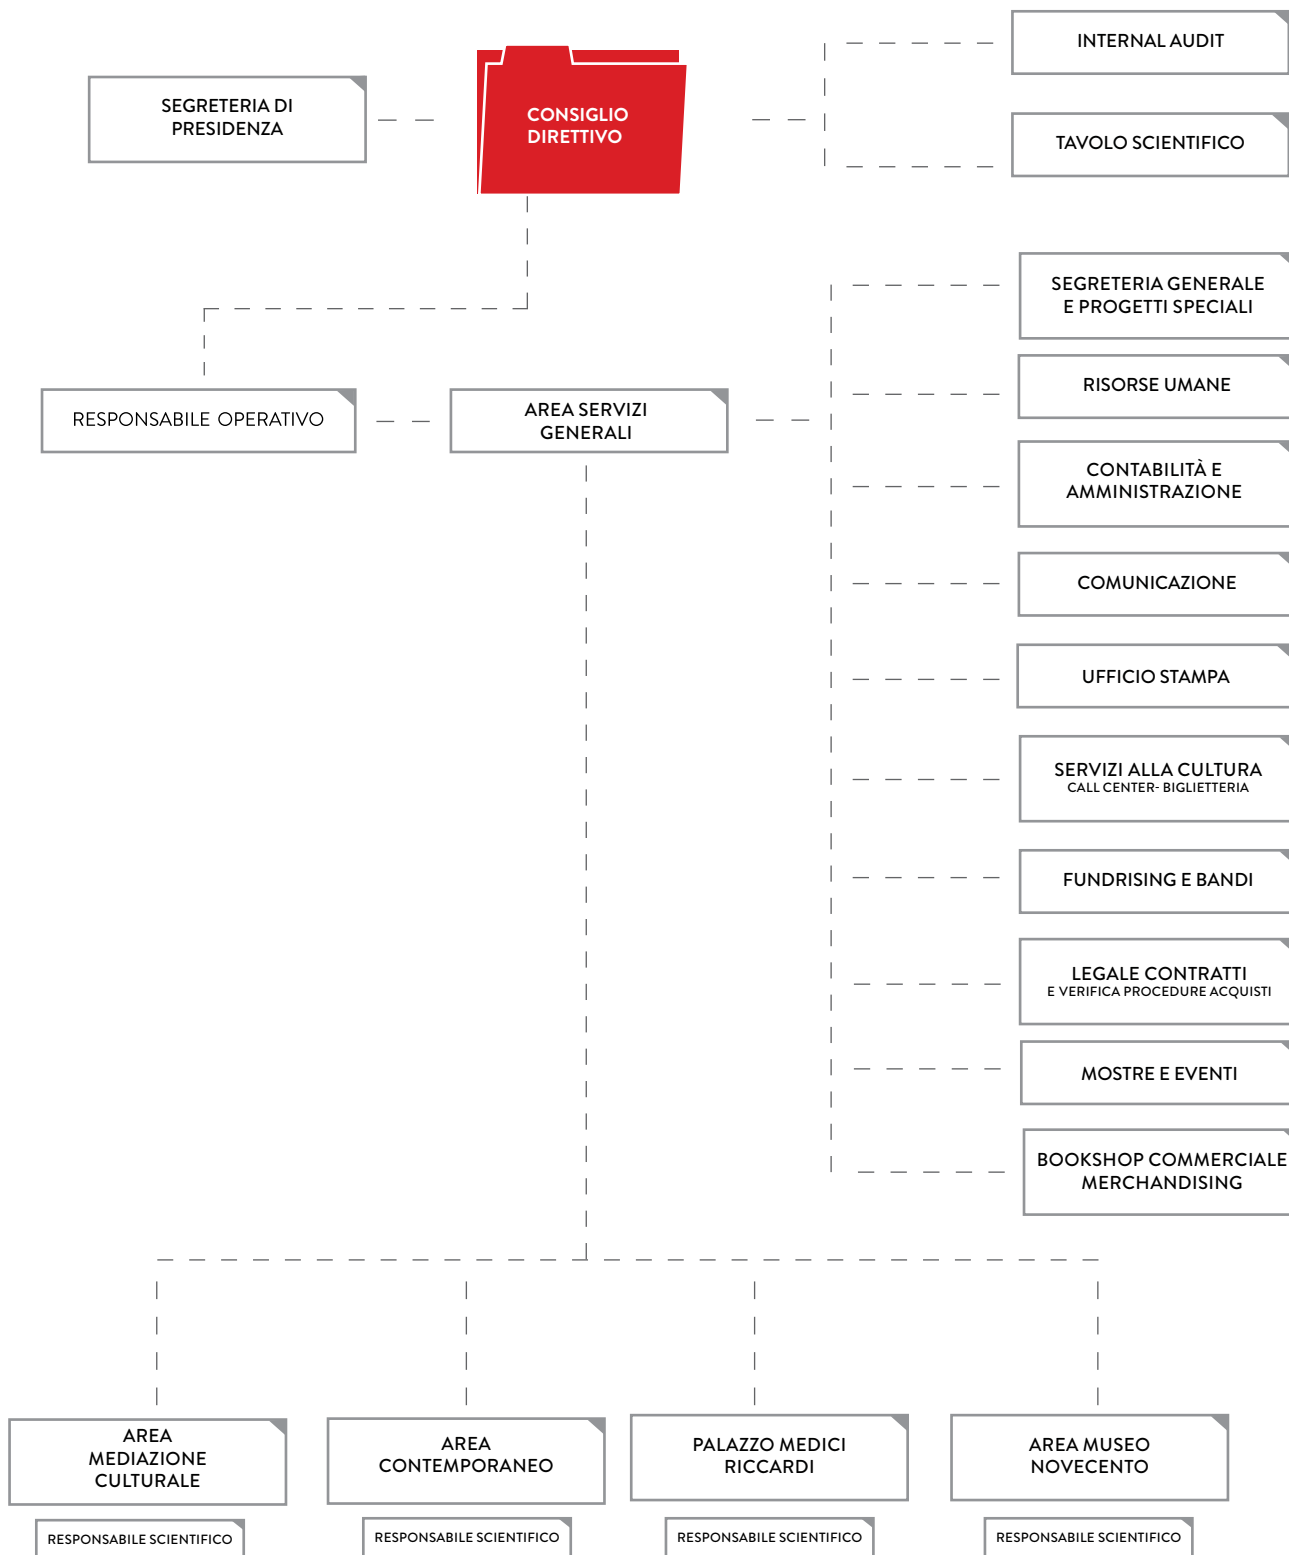 INTERNAL AUDIT
SEGRETERIA DI
PRESIDENZA
CONSIGLIO
DIRETTIVO
TAVOLO SCIENTIFICO
SEGRETERIA GENERALE
E PROGETTI SPECIALI
RISORSE UMANE
RESPONSABILE OPERATIVO
AREA SERVIZI
GENERALI
CONTABILITÀ E
AMMINISTRAZIONE
COMUNICAZIONE
UFFICIO STAMPA
SERVIZI ALLA CULTURA
CALL CENTER- BIGLIETTERIA
FUNDRISING E BANDI
LEGALE CONTRATTI
E VERIFICA PROCEDURE ACQUISTI
MOSTRE E EVENTI
BOOKSHOP COMMERCIALE
MERCHANDISING
AREA
MEDIAZIONE
CULTURALE
AREA
CONTEMPORANEO
PALAZZO MEDICI
RICCARDI
AREA MUSEO
NOVECENTO
RESPONSABILE SCIENTIFICO
RESPONSABILE SCIENTIFICO
RESPONSABILE SCIENTIFICO
RESPONSABILE SCIENTIFICO